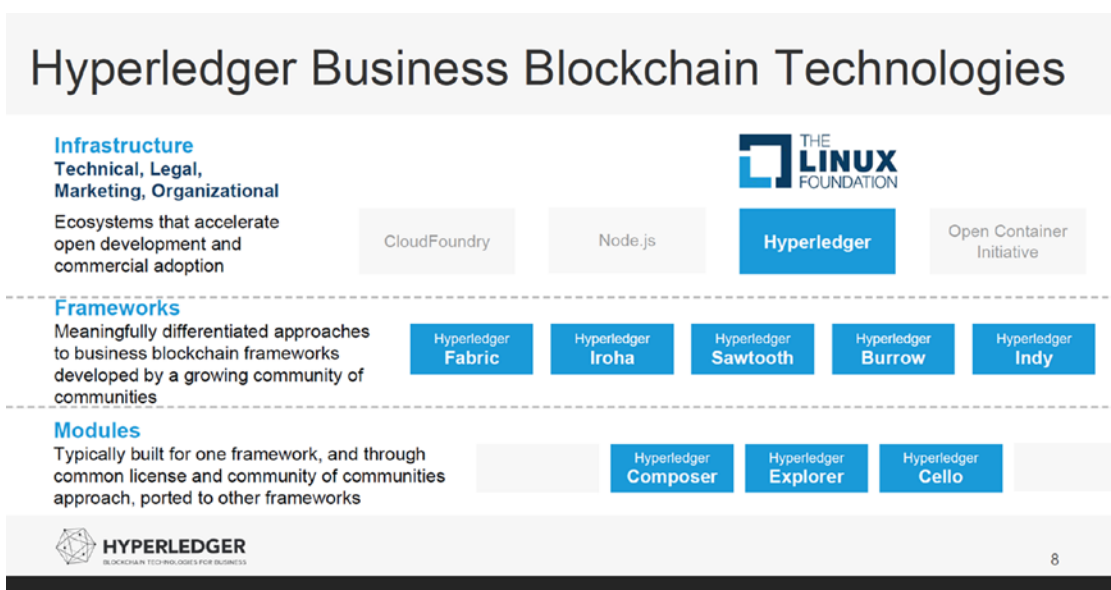 Hyperledger Business Blockchain Technologies
Infrastructure
Technical, Legal,
Marketing, Organizational
Ecosystems that accelerate
open development and
commercial adoption
THE
LINUX
FOUNDATION
CloudFoundry
Node.js
Hyperledger
Open Container
Initiative
Frameworks
Meaningfully differentiated approaches
to business blockchain frameworks
developed by a growing community of
communities
Hyperledger
Fabric
Hyperledger
Iroha
Hyperledger
Sawtooth
Hyperledger
Burrow
Hyperledger
Indy
Modules
Typically built for one framework, and through
common license and community of communities
approach, ported to other frameworks
Hyperledger
Composer
Hyperledger
Explorer
Hyperledger
Cello
HYPERLEDGER
BLOCKCHAIN TECHNOLOGIES FOR BUSINESS
8